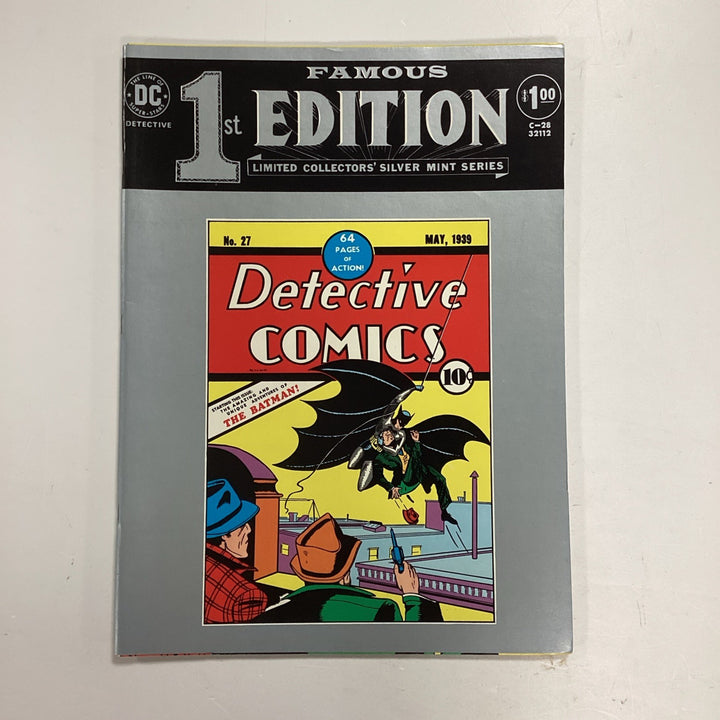 FAMOUS
1st EDITION
LIMITED COLLECTORS' SILVER MINT SERIES
THE LINE OF
DC
SUPER-STARS
DETECTIVE
$1.00
C-28
32112
No. 27
64
PAGES
OF
ACTION!
MAY, 1939
Detective
COMICS
10¢
STARTING THIS ISSUE:
THE AMAZING AND
UNIQUE ADVENTURES OF
THE BATMAN!